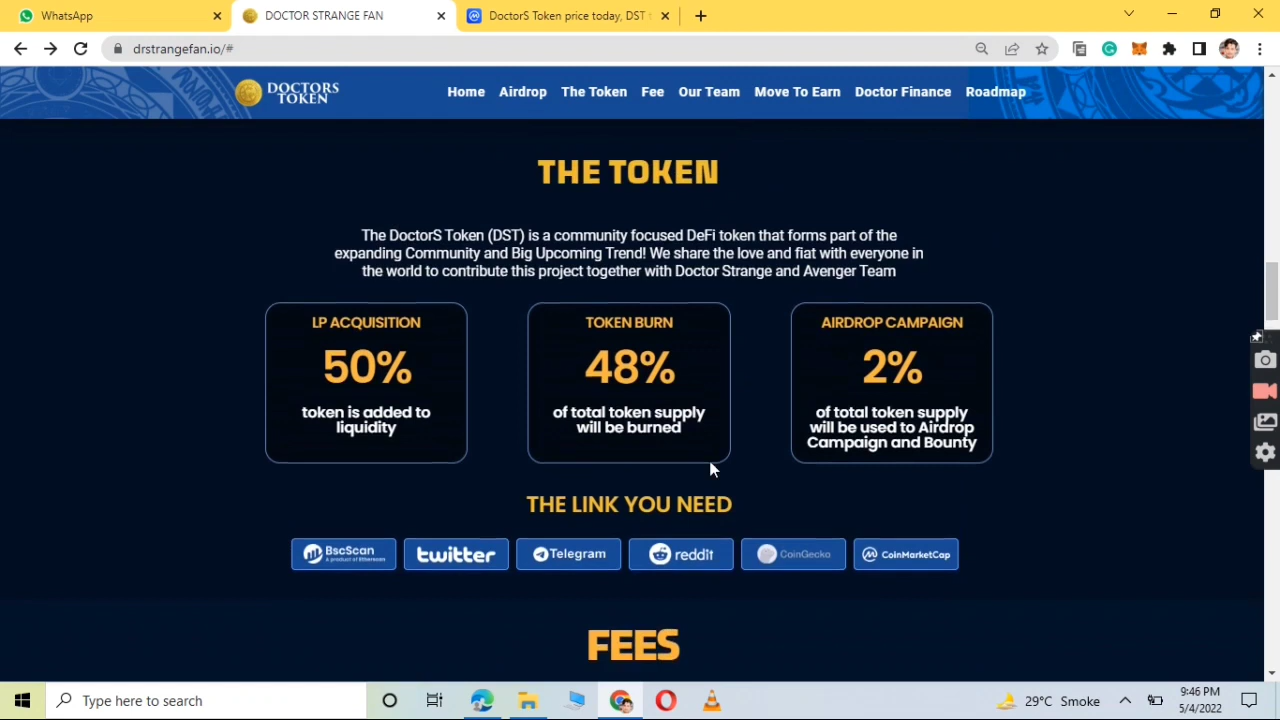 WhatsApp
DOCTOR STRANGE FAN
DoctorS Token price today, DST t
drstrangefan.io/#
DOCTORS
TOKEN
Home Airdrop The Token Fee Our Team Move To Earn Doctor Finance Roadmap
THE TOKEN
The DoctorS Token (DST) is a community focused DeFi token that forms part of the
expanding Community and Big Upcoming Trend! We share the love and fiat with everyone in
the world to contribute this project together with Doctor Strange and Avenger Team
LP ACQUISITION
50%
token is added to
liquidity
TOKEN BURN
48%
of total token supply
will be burned
AIRDROP CAMPAIGN
2%
of total token supply
will be used to Airdrop
Campaign and Bounty
THE LINK YOU NEED
BscScan
A product of Etherscan
twitter
Telegram
reddit
CoinGecko
CoinMarketCap
FEES
Type here to search
29°C Smoke
9:46 PM
5/4/2022